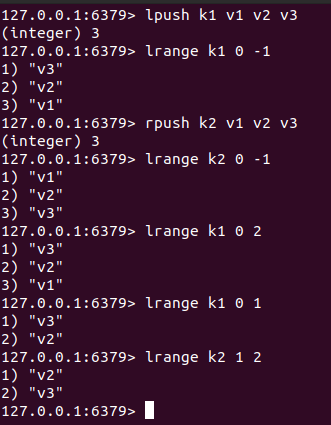 127.0.0.1:6379> lpush k1 v1 v2 v3
(integer) 3
127.0.0.1:6379> lrange k1 0 -1
1) "v3"
2) "v2"
3) "v1"
127.0.0.1:6379> rpush k2 v1 v2 v3
(integer) 3
127.0.0.1:6379> lrange k2 0 -1
1) "v1"
2) "v2"
3) "v3"
127.0.0.1:6379> lrange k1 0 2
1) "v3"
2) "v2"
3) "v1"
127.0.0.1:6379> lrange k1 0 1
1) "v3"
2) "v2"
127.0.0.1:6379> lrange k2 1 2
1) "v2"
2) "v3"
127.0.0.1:6379>